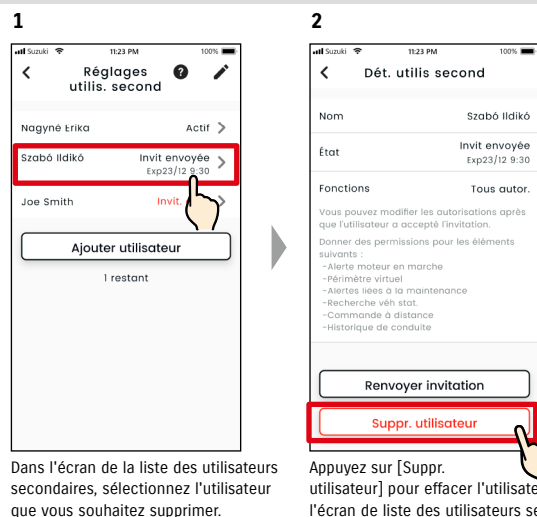 1
Suzuki 11:23 PM 100%
Réglages
utilis. second
Nagyné Erika Actif
Szabó Ildikó Invit envoyée
Exp23/12 9:30
Joe Smith Invit.
Ajouter utilisateur
1 restant
Dans l'écran de la liste des utilisateurs
secondaires, sélectionnez l'utilisateur
que vous souhaitez supprimer.
2
Suzuki 11:23 PM 100%
Dét. utilis second
Nom Szabó Ildikó
État Invit envoyée
Exp23/12 9:30
Fonctions Tous autor.
Vous pouvez modifier les autorisations après
que l'utilisateur a accepté l'invitation.
Donner des permissions pour les éléments
suivants :
-Alerte moteur en marche
-Périmètre virtuel
-Alertes liées à la maintenance
-Recherche véh stat.
-Commande à distance
-Historique de conduite
Renvoyer invitation
Suppr. utilisateur
Appuyez sur [Suppr.
utilisateur] pour effacer
l'écran de liste des utilisateurs